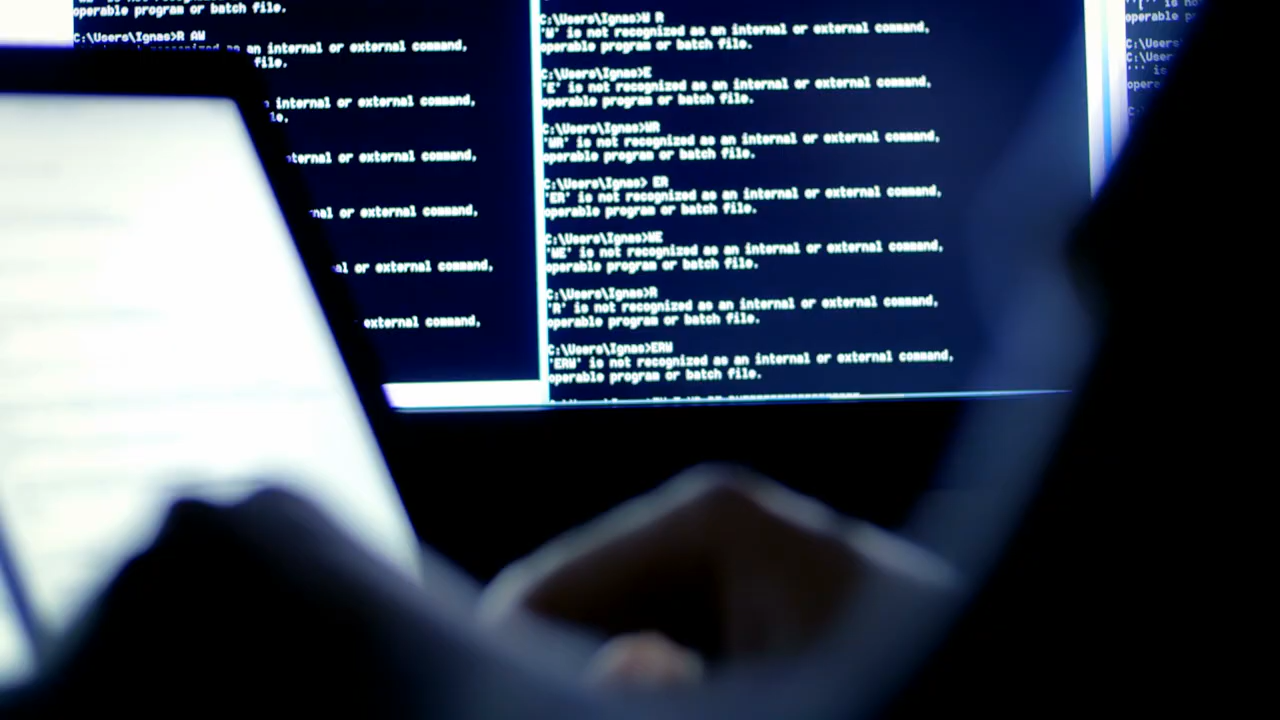 operable program or batch file.
C:\Users\Ignas>R AW
an internal or external command,
file.
internal or external command,
or external command,
or external command,
or external command,
external command,
C:\Users\Ignas>W R
'W' is not recognized as an internal or external command,
operable program or batch file.
C:\Users\Ignas>E
'E' is not recognized as an internal or external command,
operable program or batch file.
C:\Users\Ignas>WR
'WR' is not recognized as an internal or external command,
operable program or batch file.
C:\Users\Ignas> ER
'ER' is not recognized as an internal or external command,
operable program or batch file.
C:\Users\Ignas>WE
'WE' is not recognized as an internal or external command,
operable program or batch file.
C:\Users\Ignas>R
'R' is not recognized as an internal or external command,
operable program or batch file.
C:\Users\Ignas>ERW
'ERW' is not recognized as an internal or external command,
operable program or batch file.
is no
operable p
C:\Users
is
opera
C:\